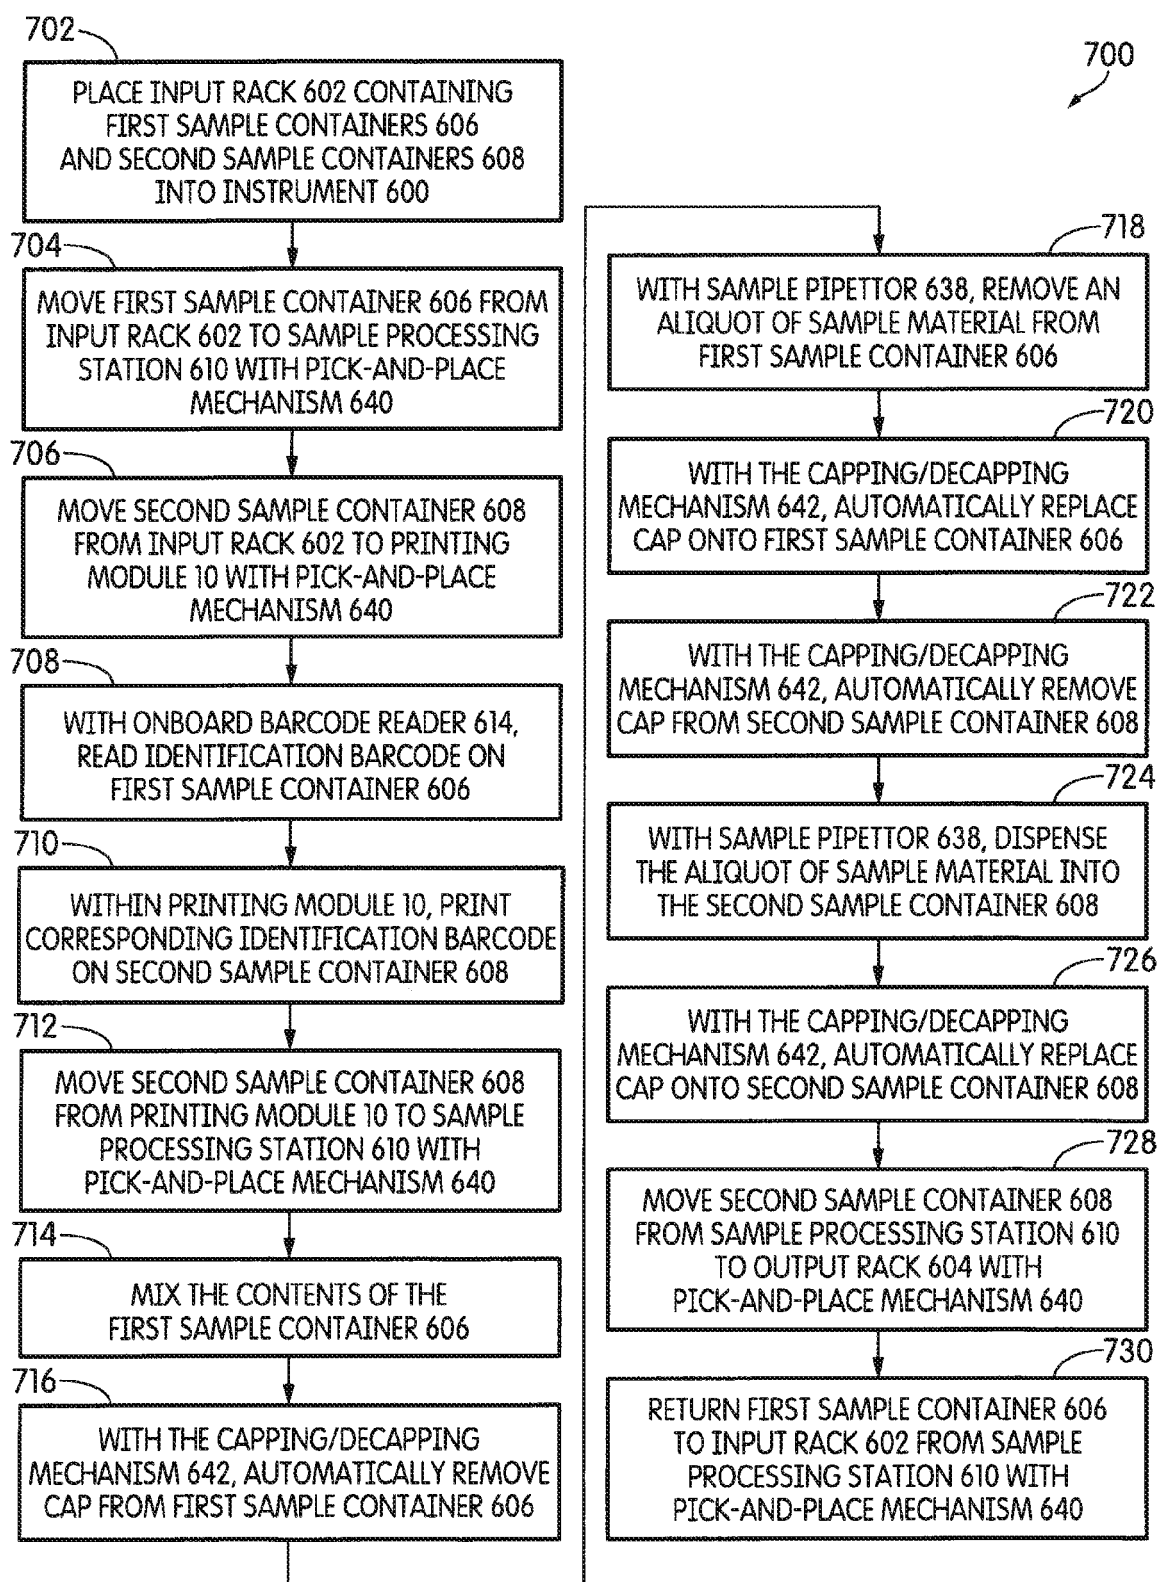 702
PLACE INPUT RACK 602 CONTAINING
FIRST SAMPLE CONTAINERS 606
AND SECOND SAMPLE CONTAINERS 608
INTO INSTRUMENT 600
704
MOVE FIRST SAMPLE CONTAINER 606 FROM
INPUT RACK 602 TO SAMPLE PROCESSING
STATION 610 WITH PICK-AND-PLACE
MECHANISM 640
706
MOVE SECOND SAMPLE CONTAINER 608
FROM INPUT RACK 602 TO PRINTING
MODULE 10 WITH PICK-AND-PLACE
MECHANISM 640
708
WITH ONBOARD BARCODE READER 614,
READ IDENTIFICATION BARCODE ON
FIRST SAMPLE CONTAINER 606
710
WITHIN PRINTING MODULE 10, PRINT
CORRESPONDING IDENTIFICATION BARCODE
ON SECOND SAMPLE CONTAINER 608
712
MOVE SECOND SAMPLE CONTAINER 608
FROM PRINTING MODULE 10 TO SAMPLE
PROCESSING STATION 610 WITH
PICK-AND-PLACE MECHANISM 640
714
MIX THE CONTENTS OF THE
FIRST SAMPLE CONTAINER 606
716
WITH THE CAPPING/DECAPPING
MECHANISM 642, AUTOMATICALLY REMOVE
CAP FROM FIRST SAMPLE CONTAINER 606
700
718
WITH SAMPLE PIPETTOR 638, REMOVE AN
ALIQUOT OF SAMPLE MATERIAL FROM
FIRST SAMPLE CONTAINER 606
720
WITH THE CAPPING/DECAPPING
MECHANISM 642, AUTOMATICALLY REPLACE
CAP ONTO FIRST SAMPLE CONTAINER 606
722
WITH THE CAPPING/DECAPPING
MECHANISM 642, AUTOMATICALLY REMOVE
CAP FROM SECOND SAMPLE CONTAINER 608
724
WITH SAMPLE PIPETTOR 638, DISPENSE
THE ALIQUOT OF SAMPLE MATERIAL INTO
THE SECOND SAMPLE CONTAINER 608
726
WITH THE CAPPING/DECAPPING
MECHANISM 642, AUTOMATICALLY REPLACE
CAP ONTO SECOND SAMPLE CONTAINER 608
728
MOVE SECOND SAMPLE CONTAINER 608
FROM SAMPLE PROCESSING STATION 610
TO OUTPUT RACK 604 WITH
PICK-AND-PLACE MECHANISM 640
730
RETURN FIRST SAMPLE CONTAINER 606
TO INPUT RACK 602 FROM SAMPLE
PROCESSING STATION 610 WITH
PICK-AND-PLACE MECHANISM 640